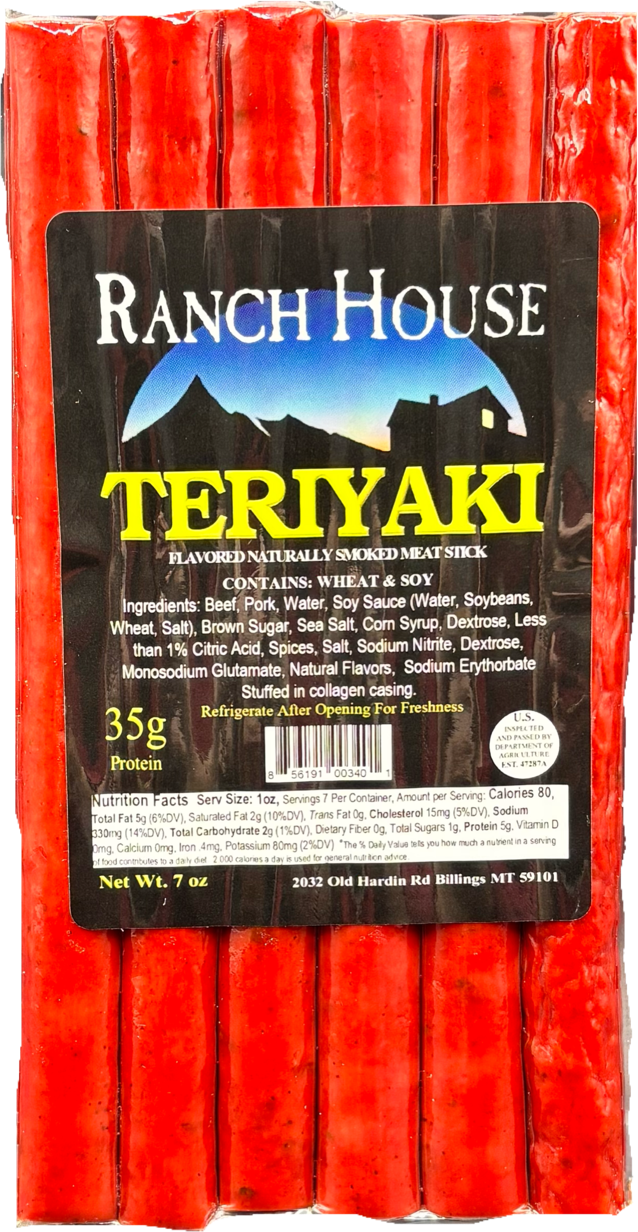 RANCH HOUSE
TERIYAKI
FLAVORED NATURALLY SMOKED MEAT STICK
CONTAINS: WHEAT & SOY
Ingredients: Beef, Pork, Water, Soy Sauce (Water, Soybeans,
Wheat, Salt), Brown Sugar, Sea Salt, Corn Syrup, Dextrose, Less
than 1% Citric Acid, Spices, Salt, Sodium Nitrite, Dextrose,
Monosodium Glutamate, Natural Flavors, Sodium Erythorbate
Stuffed in collagen casing.
Refrigerate After Opening For Freshness
35g
Protein
8 56191 00340 1
U.S.
INSPECTED
AND PASSED BY
DEPARTMENT OF
AGRICULTURE
EST. 47287A
Nutrition Facts Serv Size: 1oz, Servings 7 Per Container, Amount per Serving: Calories 80,
Total Fat 5g (6%DV), Saturated Fat 2g (10%DV), Trans Fat 0g, Cholesterol 15mg (5%DV), Sodium
330mg (14%DV), Total Carbohydrate 2g (1%DV), Dietary Fiber 0g, Total Sugars 1g, Protein 5g, Vitamin D
0mg, Calcium 0mg, Iron .4mg, Potassium 80mg (2%DV) *The % Daily Value tells you how much a nutrient in a serving
of food contributes to a daily diet. 2,000 calories a day is used for general nutrition advice.
Net Wt. 7 oz
2032 Old Hardin Rd Billings MT 59101